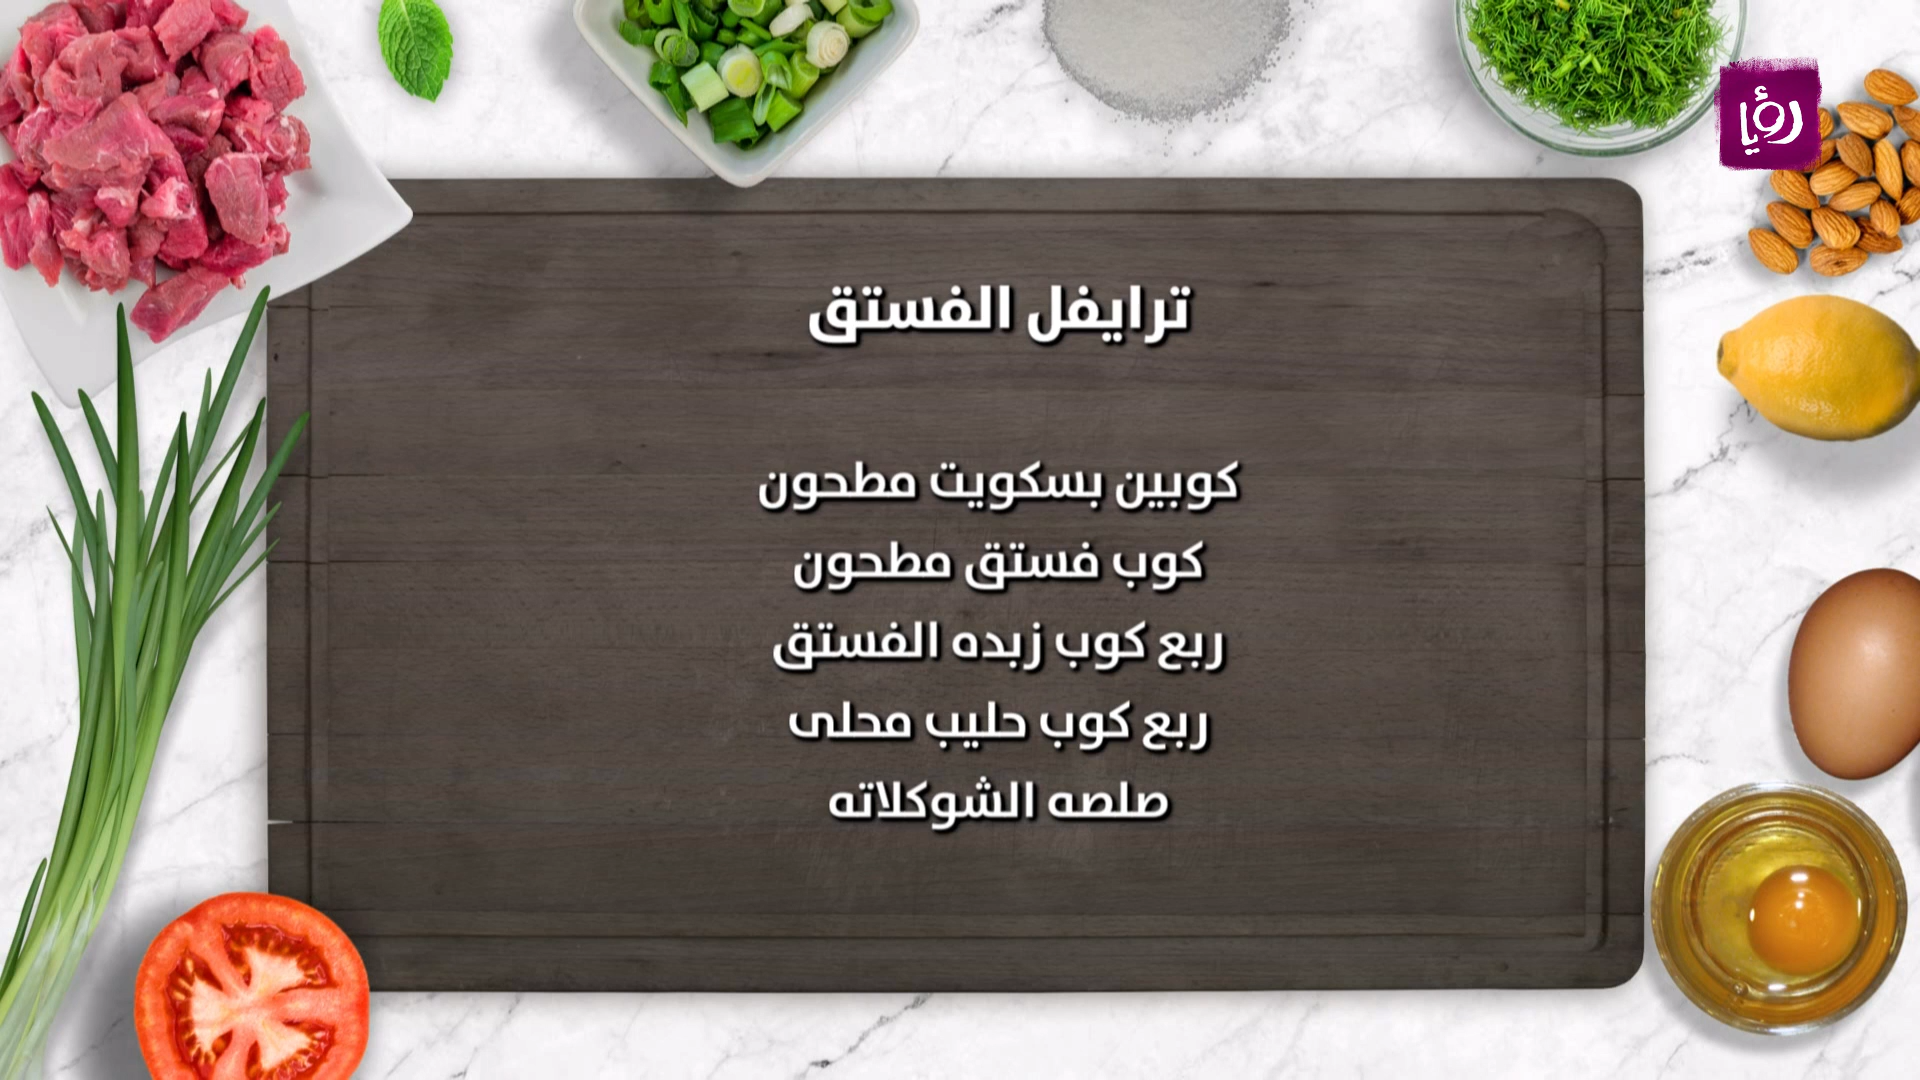 رؤيا
ترايفل الفستق
كوبين بسكويت مطحون
كوب فستق مطحون
ربع كوب زبده الفستق
ربع كوب حليب محلى
صلصه الشوكلاته